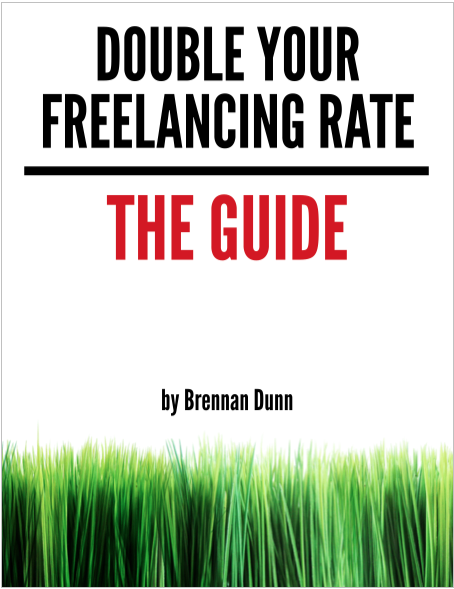 DOUBLE YOUR
FREELANCING RATE
THE GUIDE
by Brennan Dunn